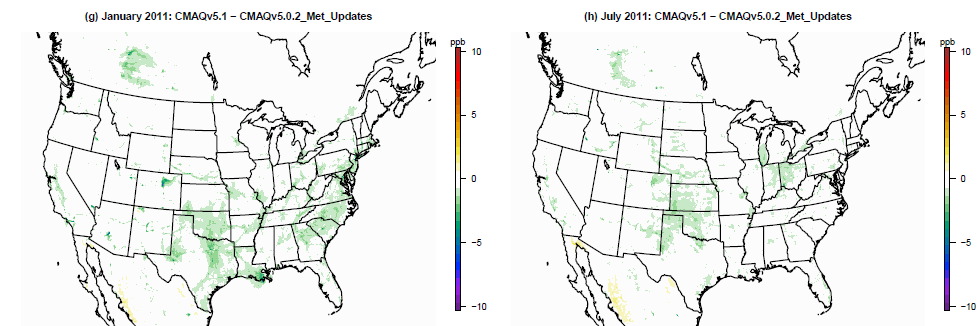 (g) January 2011: CMAQv5.1 − CMAQv5.0.2_Met_Updates
ppb
10
5
0
−5
−10
(h) July 2011: CMAQv5.1 − CMAQv5.0.2_Met_Updates
ppb
10
5
0
−5
−10